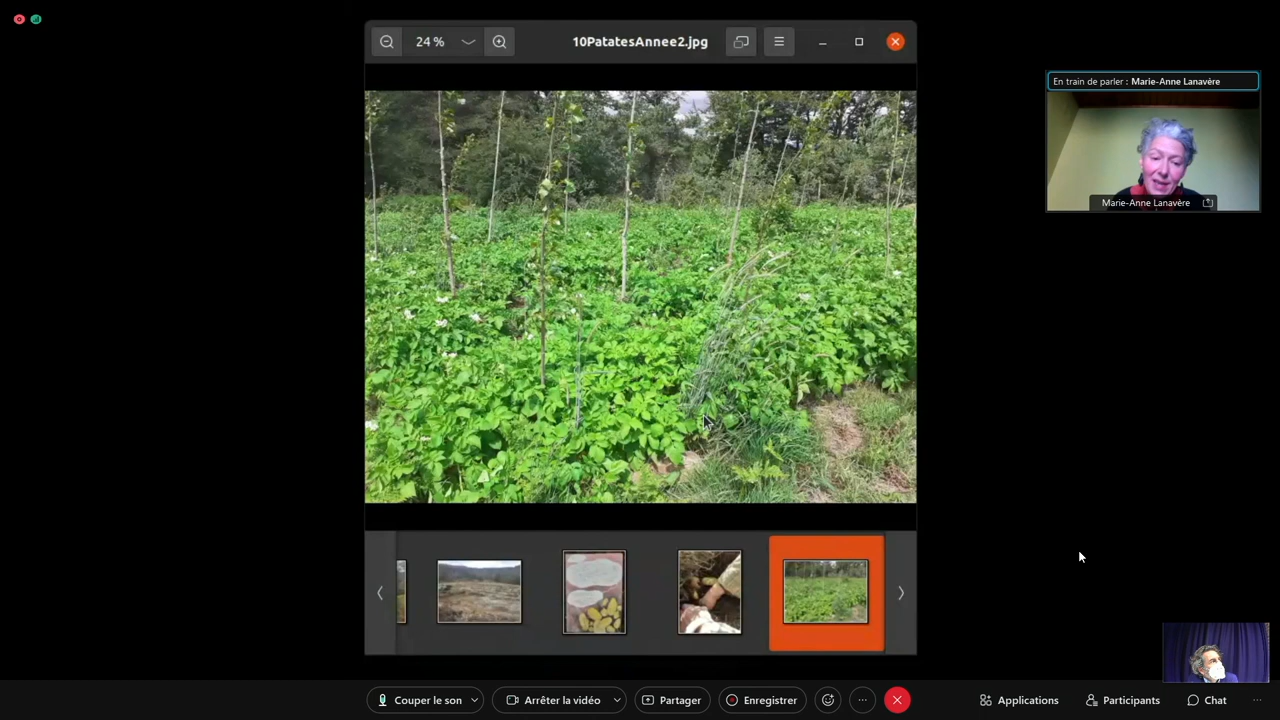 24 %
10PatatesAnnee2.jpg
En train de parler : Marie-Anne Lanavère
Marie-Anne Lanavère
Couper le son
Arrêter la vidéo
Partager
Enregistrer
Applications
Participants
Chat